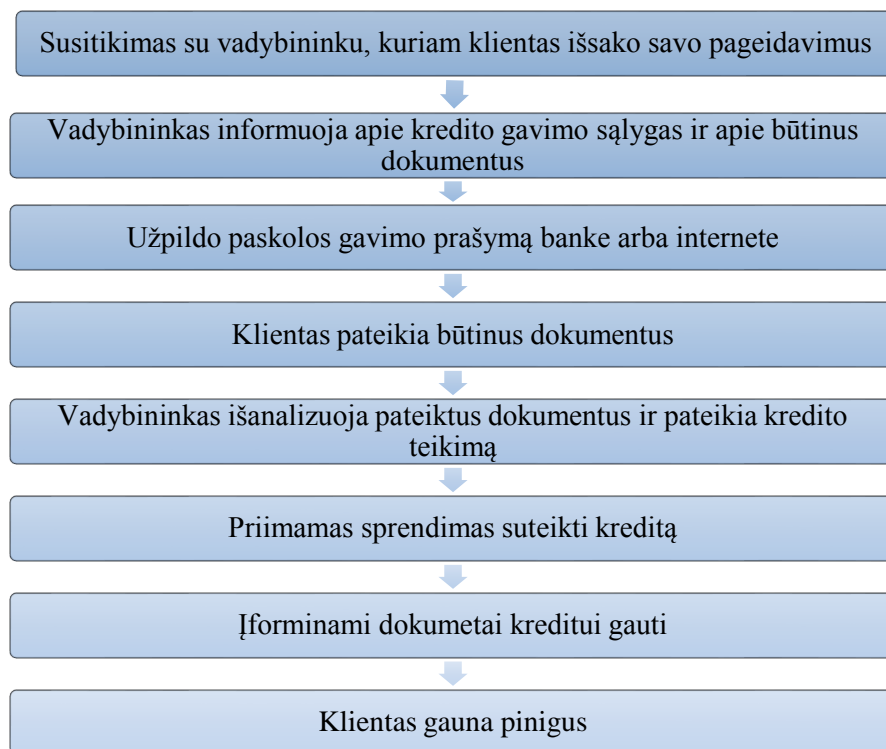 Susitikimas su vadybininku, kuriam klientas išsako savo pageidavimus
Vadybininkas informuoja apie kredito gavimo sąlygas ir apie būtinus
dokumentus
Užpildo paskolos gavimo prašymą banke arba internete
Klientas pateikia būtinus dokumentus
Vadybininkas išanalizuoja pateiktus dokumentus ir pateikia kredito
teikimą
Priimamas sprendimas suteikti kreditą
Įforminami dokumetai kreditui gauti
Klientas gauna pinigus